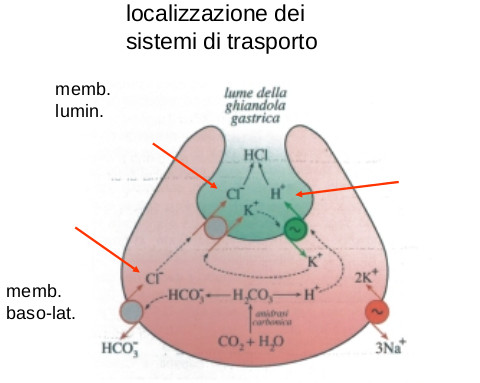 localizzazione dei
sistemi di trasporto
memb.
lumin.
lume della
ghiandola
gastrica
HCl
Cl⁻ H⁺
K⁺
K⁺
Cl⁻
2K⁺
memb.
baso-lat.
HCO₃⁻ H₂CO₃ H⁺
anidrasi
carbonica
CO₂ + H₂O
HCO₃⁻
3Na⁺
~
~